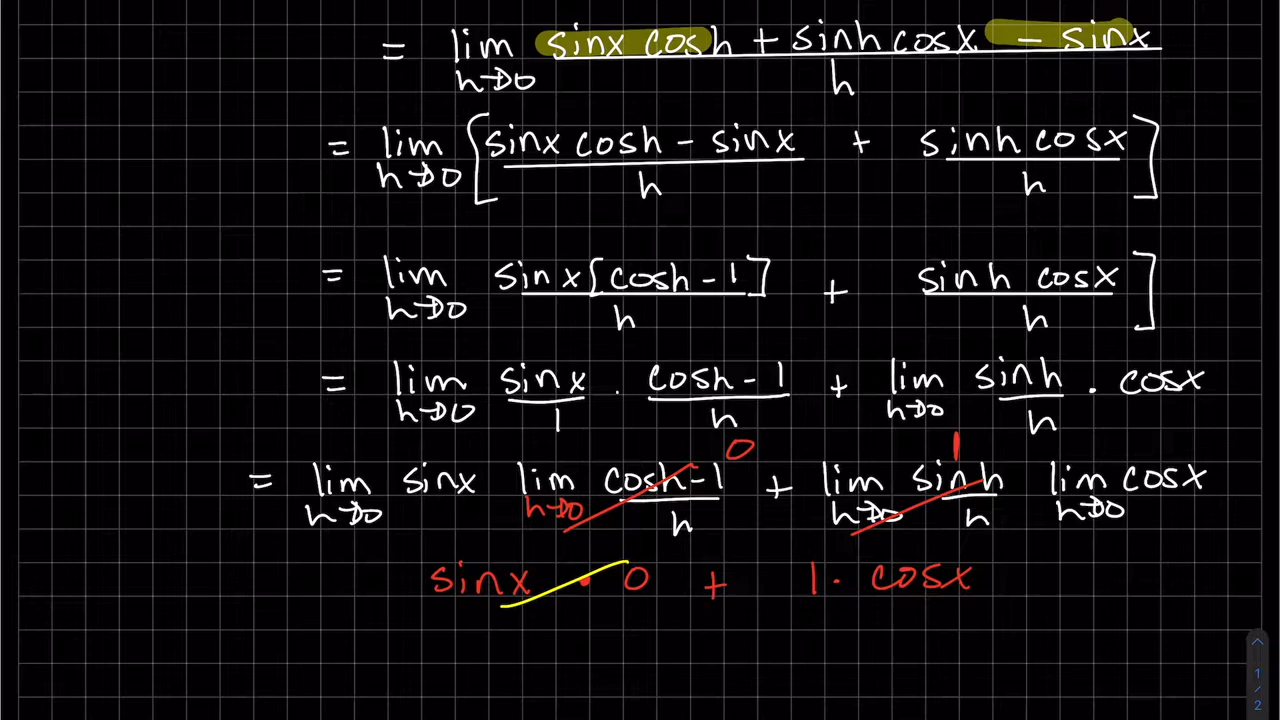 = lim h→0 (sinx cosh + sinh cosx - sinx)/h
= lim h→0 [(sinx cosh - sinx)/h + (sinh cosx)/h]
= lim h→0 (sinx[cosh - 1])/h + (sinh cosx)/h]
= lim h→0 sinx/1 · (cosh - 1)/h + lim h→0 sinh/h · cosx
0 1
= lim h→0 sinx lim h→0 (cosh - 1)/h + lim h→0 sinh/h lim h→0 cosx
sinx · 0 + 1 · cosx
1 / 2